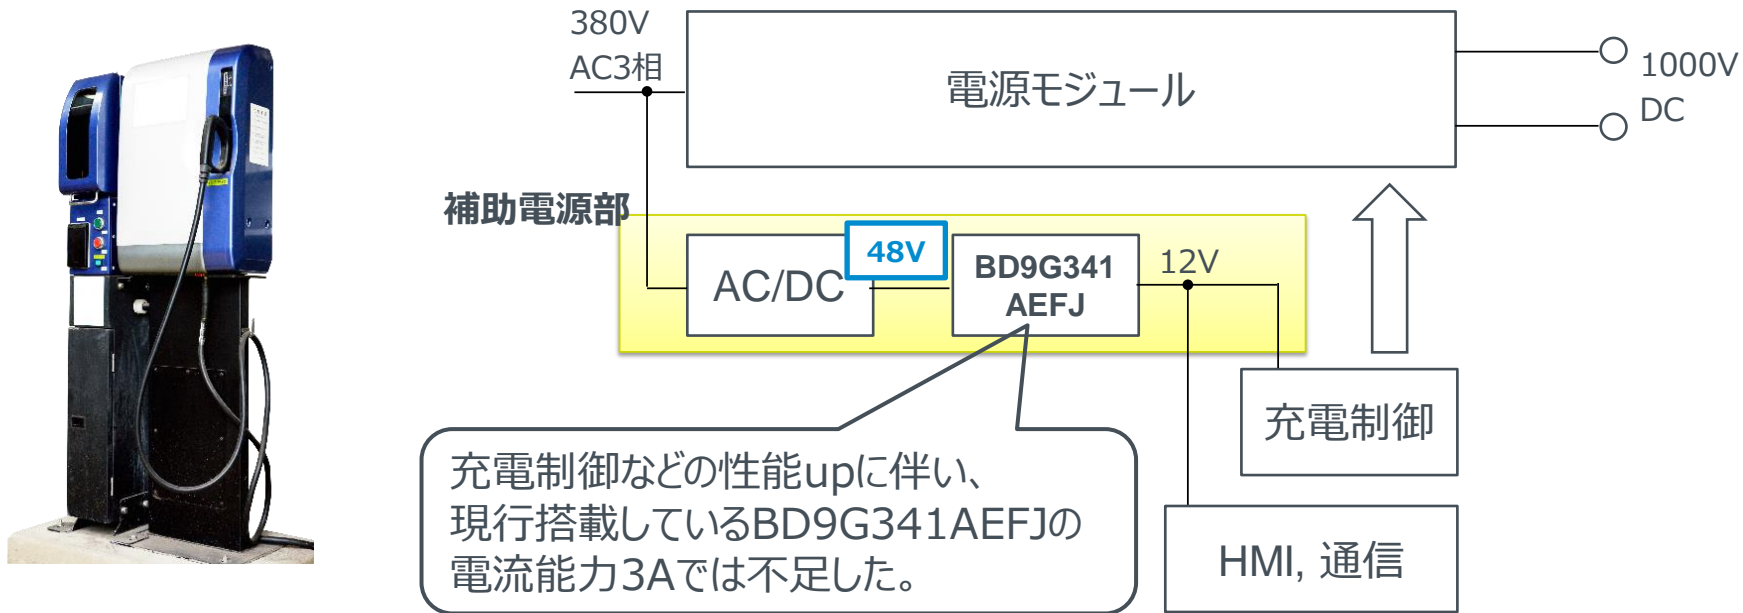 380V
AC3相
電源モジュール
1000V
DC
補助電源部
AC/DC
48V
BD9G341
AEFJ
12V
充電制御
HMI, 通信
充電制御などの性能upに伴い、
現行搭載しているBD9G341AEFJの
電流能力3Aでは不足した。